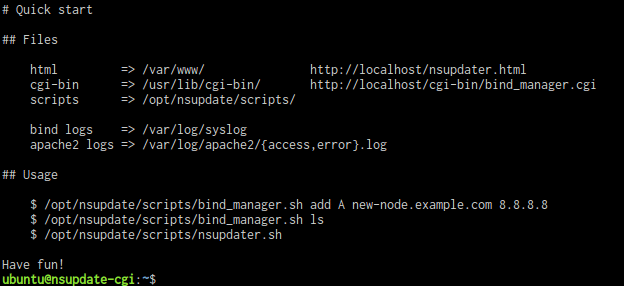 # Quick start
## Files
html => /var/www/ http://localhost/nsupdater.html
cgi-bin => /usr/lib/cgi-bin/ http://localhost/cgi-bin/bind_manager.cgi
scripts => /opt/nsupdate/scripts/
bind logs => /var/log/syslog
apache2 logs => /var/log/apache2/{access,error}.log
## Usage
$ /opt/nsupdate/scripts/bind_manager.sh add A new-node.example.com 8.8.8.8
$ /opt/nsupdate/scripts/bind_manager.sh ls
$ /opt/nsupdate/scripts/nsupdater.sh
Have fun!
ubuntu@nsupdate-cgi:~$